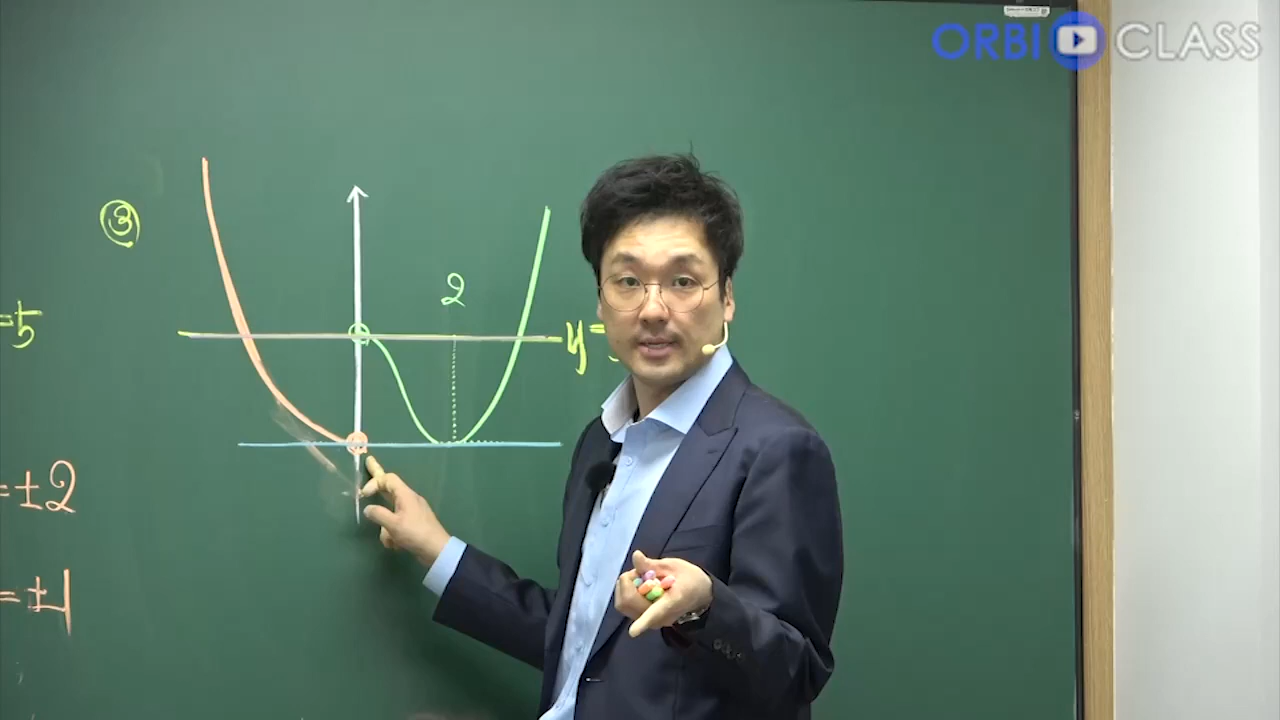 ORBI CLASS
③
2
=5
y=
=±2
=±1